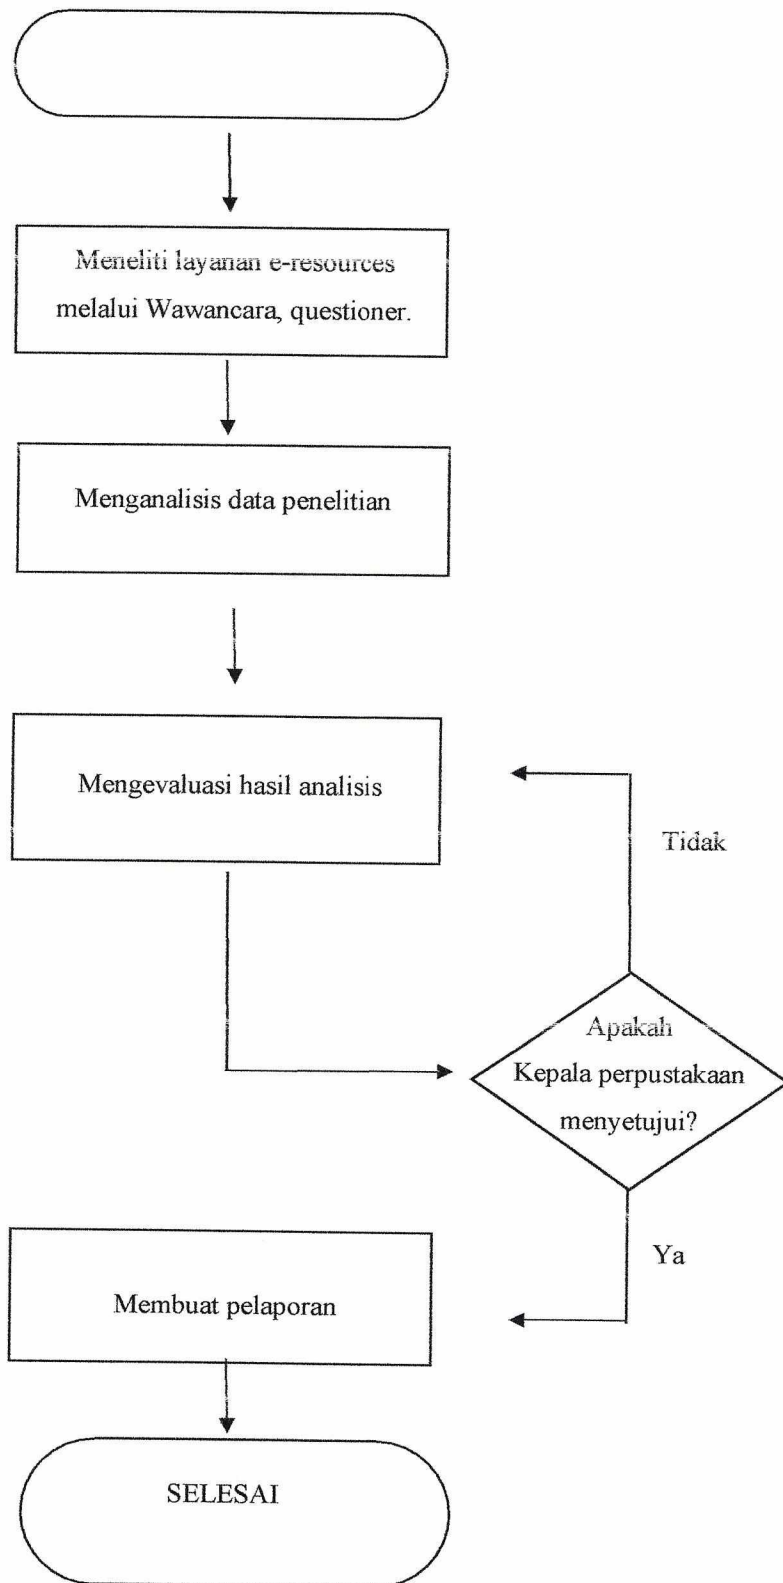 Meneliti layanan e-resources
melalui Wawancara, questioner.
Menganalisis data penelitian
Mengevaluasi hasil analisis
Tidak
Apakah
Kepala perpustakaan
menyetujui?
Ya
Membuat pelaporan
SELESAI